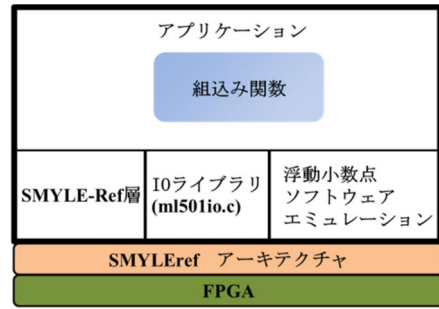 アプリケーション
組込み関数
SMYLE-Ref層
IOライブラリ
(ml501io.c)
浮動小数点
ソフトウェア
エミュレーション
SMYLEref アーキテクチャ
FPGA